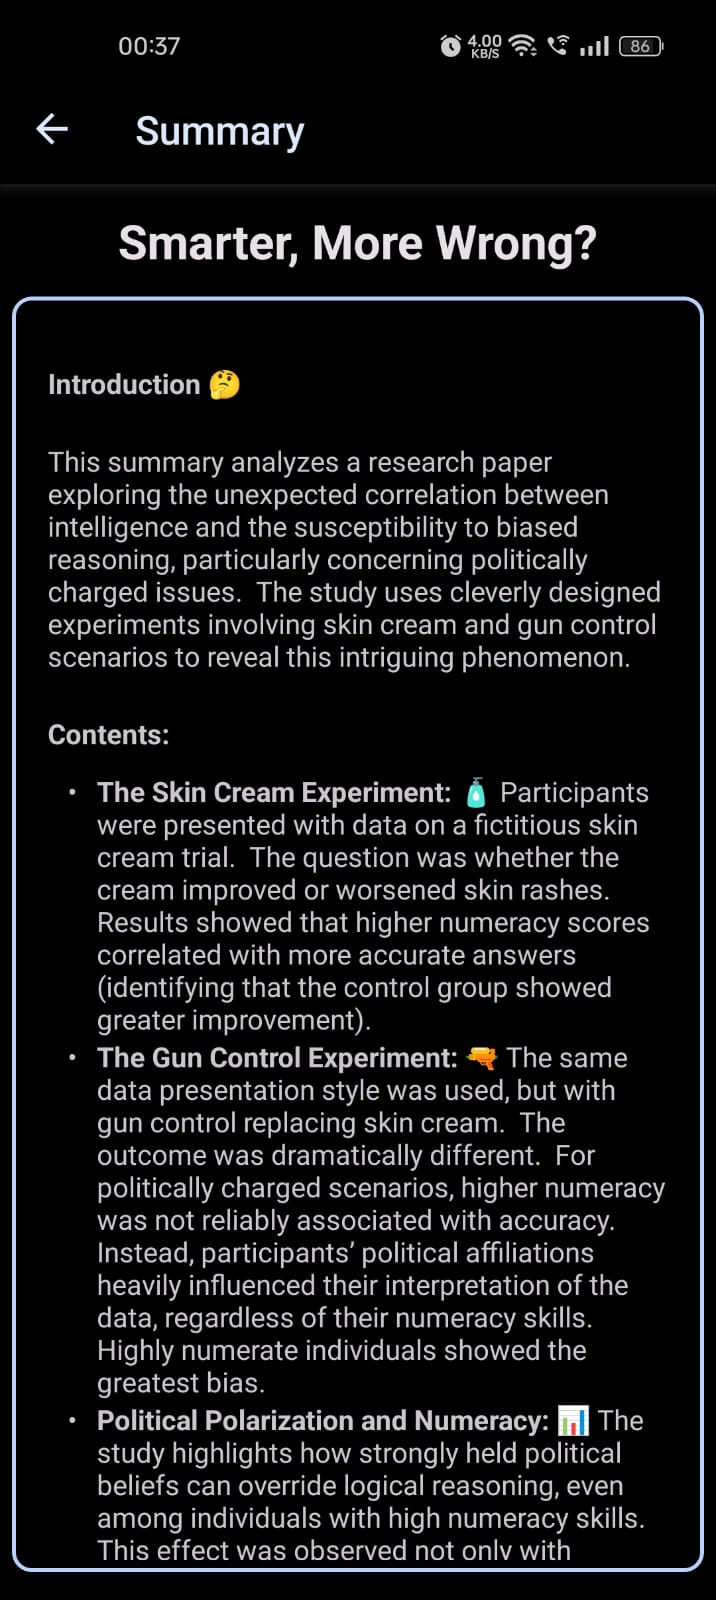 00:37
4.00
KB/S
86
Summary
Smarter, More Wrong?
Introduction 🤔
This summary analyzes a research paper
exploring the unexpected correlation between
intelligence and the susceptibility to biased
reasoning, particularly concerning politically
charged issues.  The study uses cleverly designed
experiments involving skin cream and gun control
scenarios to reveal this intriguing phenomenon.
Contents:
• The Skin Cream Experiment: 🧴 Participants
were presented with data on a fictitious skin
cream trial.  The question was whether the
cream improved or worsened skin rashes.
Results showed that higher numeracy scores
correlated with more accurate answers
(identifying that the control group showed
greater improvement).
• The Gun Control Experiment: 🔫 The same
data presentation style was used, but with
gun control replacing skin cream.  The
outcome was dramatically different.  For
politically charged scenarios, higher numeracy
was not reliably associated with accuracy.
Instead, participants’ political affiliations
heavily influenced their interpretation of the
data, regardless of their numeracy skills.
Highly numerate individuals showed the
greatest bias.
• Political Polarization and Numeracy: 📊 The
study highlights how strongly held political
beliefs can override logical reasoning, even
among individuals with high numeracy skills.
This effect was observed not only with